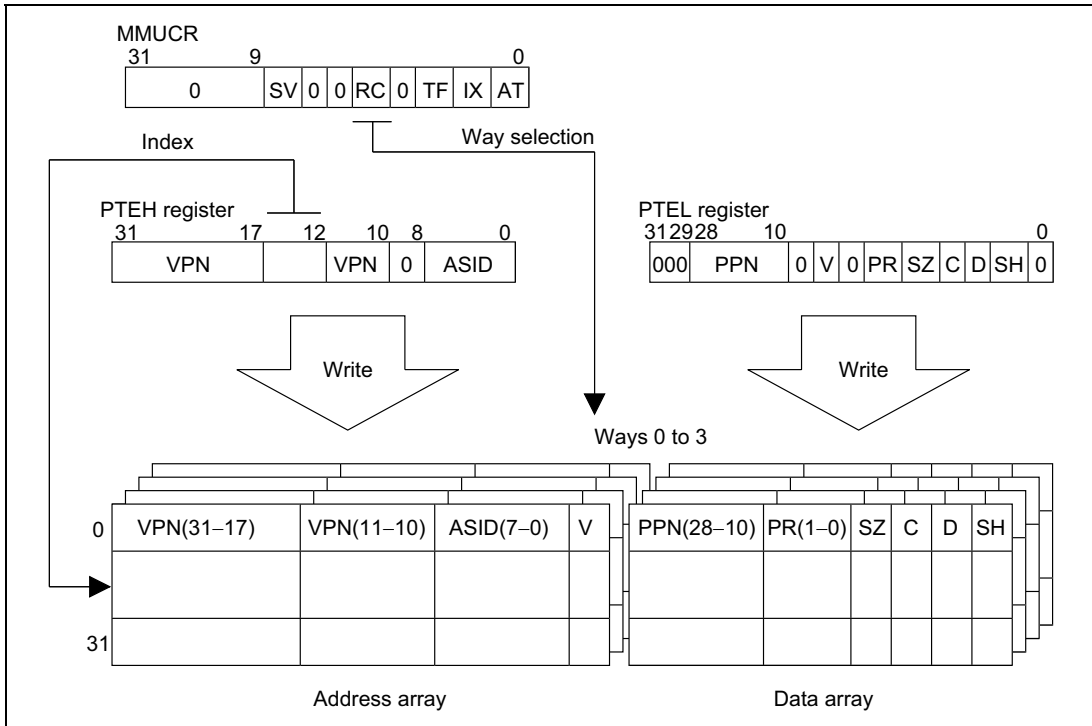 MMUCR
31 9 0
0 SV 0 0 RC 0 TF IX AT
Index
Way selection
PTEH register
31 17 12 10 8 0
VPN VPN 0 ASID
PTEL register
31 29 28 10 0
000 PPN 0 V 0 PR SZ C D SH 0
Write
Write
Ways 0 to 3
0 VPN(31–17) VPN(11–10) ASID(7–0) V
PPN(28–10) PR(1–0) SZ C D SH
31
Address array
Data array